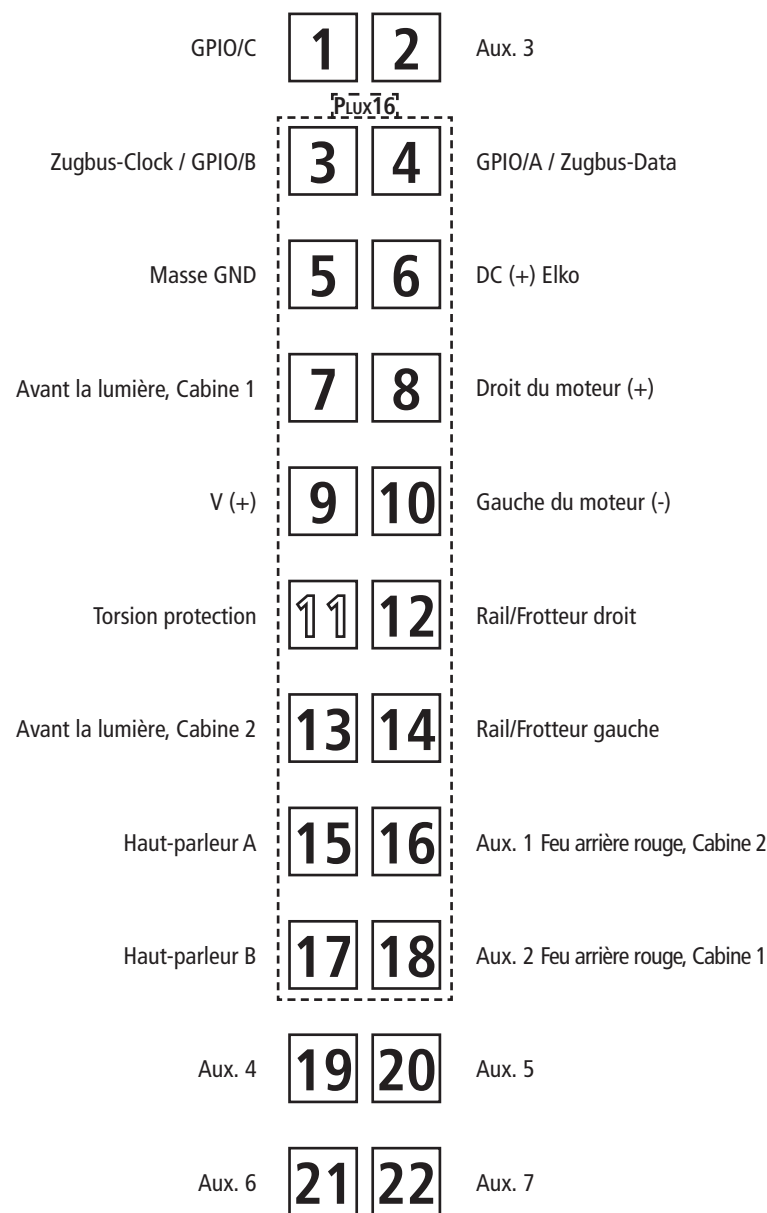 GPIO/C 1 2 Aux. 3
PLUX16
Zugbus-Clock / GPIO/B 3 4 GPIO/A / Zugbus-Data
Masse GND 5 6 DC (+) Elko
Avant la lumière, Cabine 1 7 8 Droit du moteur (+)
V (+) 9 10 Gauche du moteur (-)
Torsion protection 11 12 Rail/Frotteur droit
Avant la lumière, Cabine 2 13 14 Rail/Frotteur gauche
Haut-parleur A 15 16 Aux. 1 Feu arrière rouge, Cabine 2
Haut-parleur B 17 18 Aux. 2 Feu arrière rouge, Cabine 1
Aux. 4 19 20 Aux. 5
Aux. 6 21 22 Aux. 7